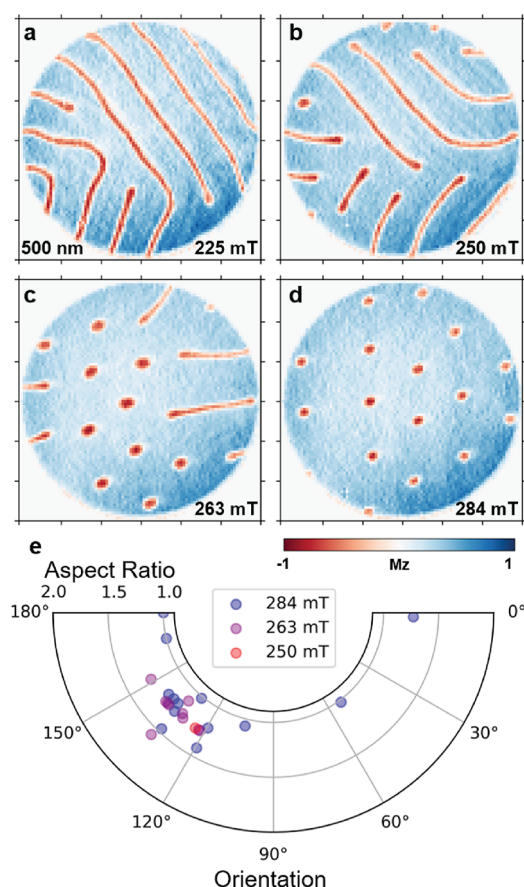 a
b
500 nm
225 mT
250 mT
c
d
263 mT
284 mT
e
-1
Mz
1
Aspect Ratio
2.0 1.5 1.0
180°
0°
284 mT
263 mT
250 mT
150°
30°
120°
60°
90°
Orientation